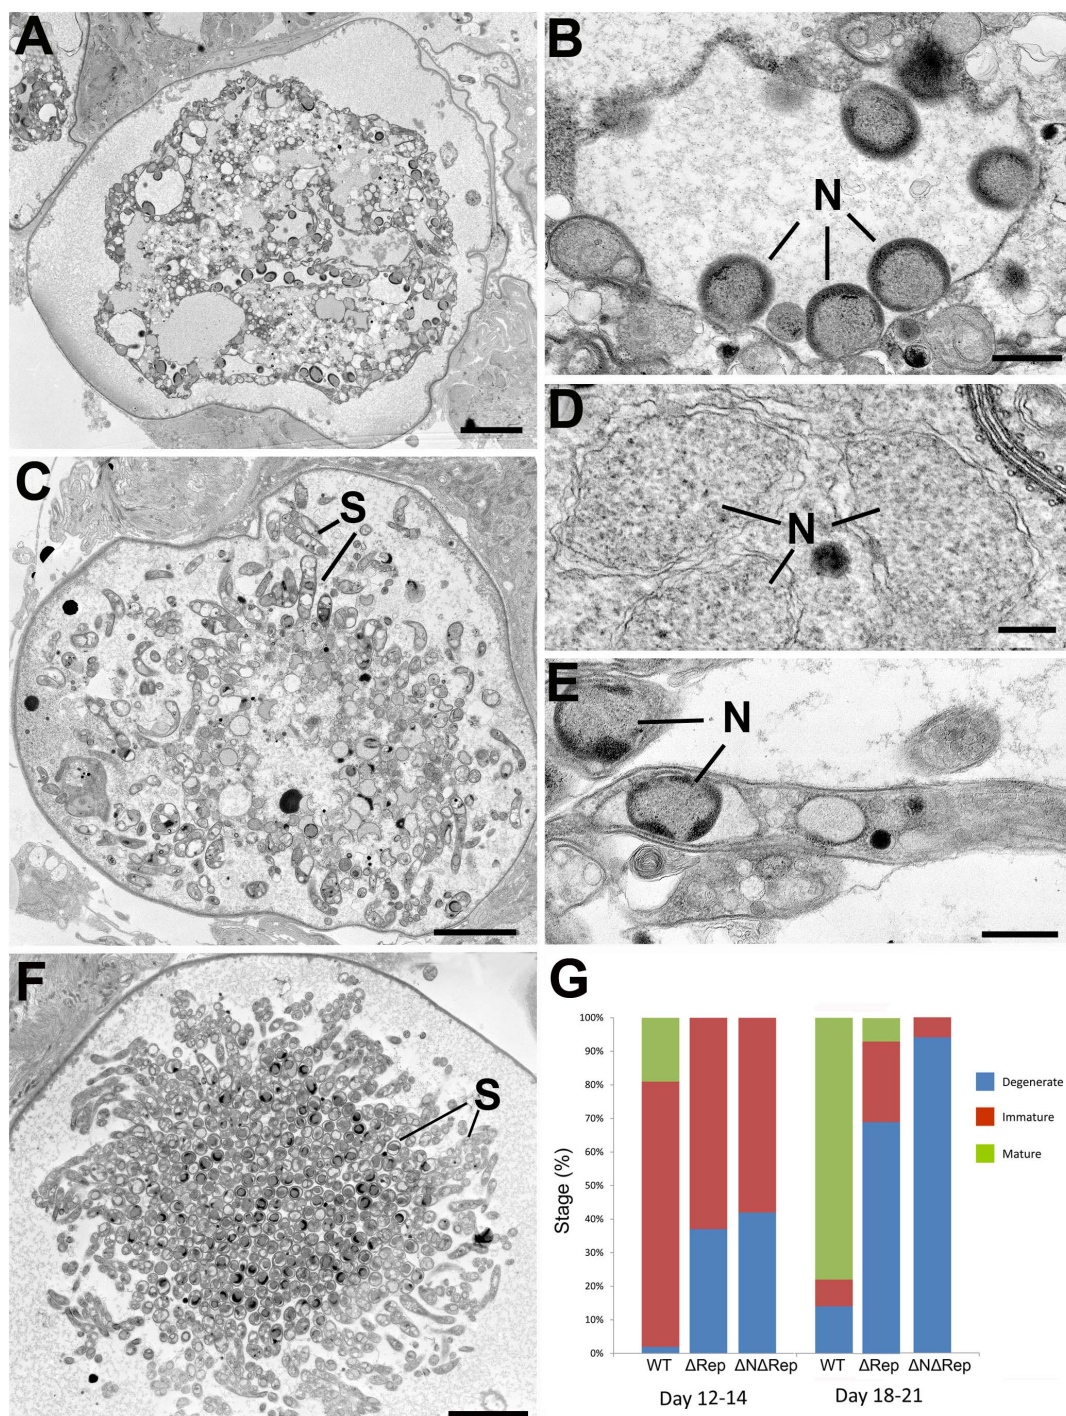 A
B
N
C
S
D
N
E
N
F
S
G
100%
90%
80%
70%
60%
50%
40%
30%
20%
10%
0%
Stage (%)
WT ΔRep ΔNΔRep WT ΔRep ΔNΔRep
Day 12-14 Day 18-21
Degenerate
Immature
Mature